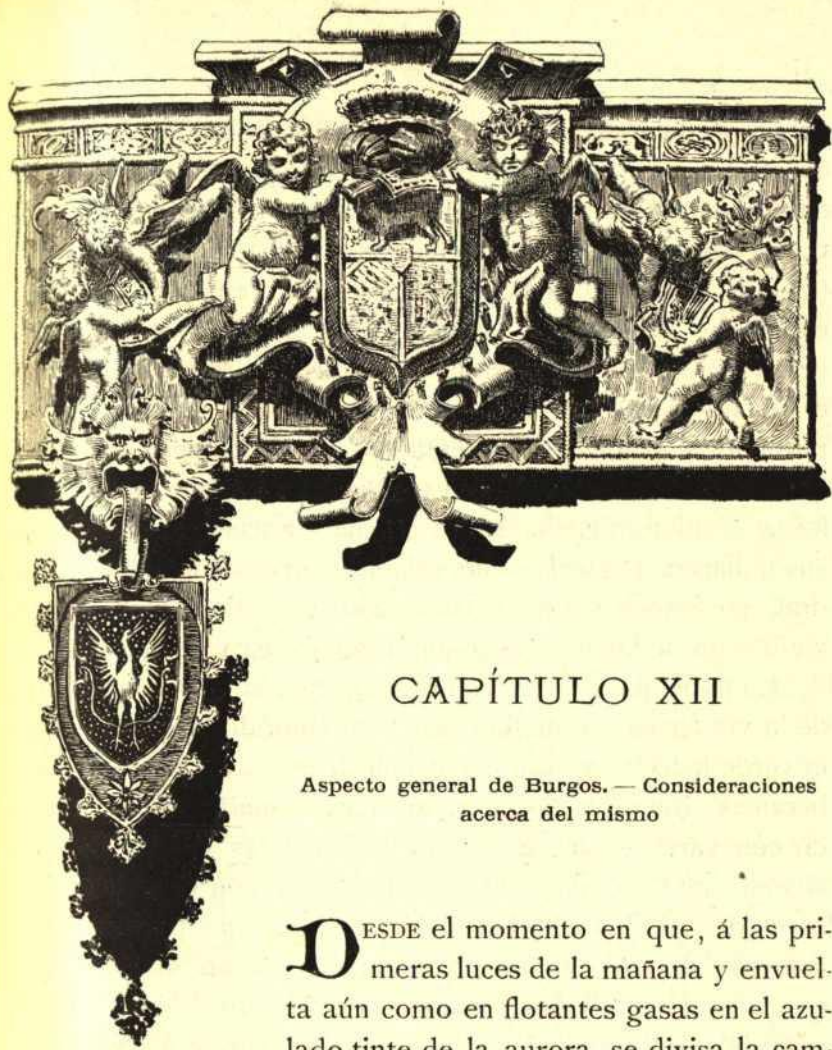 CAPÍTULO XII
Aspecto general de Burgos. — Consideraciones
acerca del mismo
DESDE el momento en que, á las pri-
meras luces de la mañana y envuel-
ta aún como en flotantes gasas en el azu-
lado tinte de la aurora, se divisa la cam-